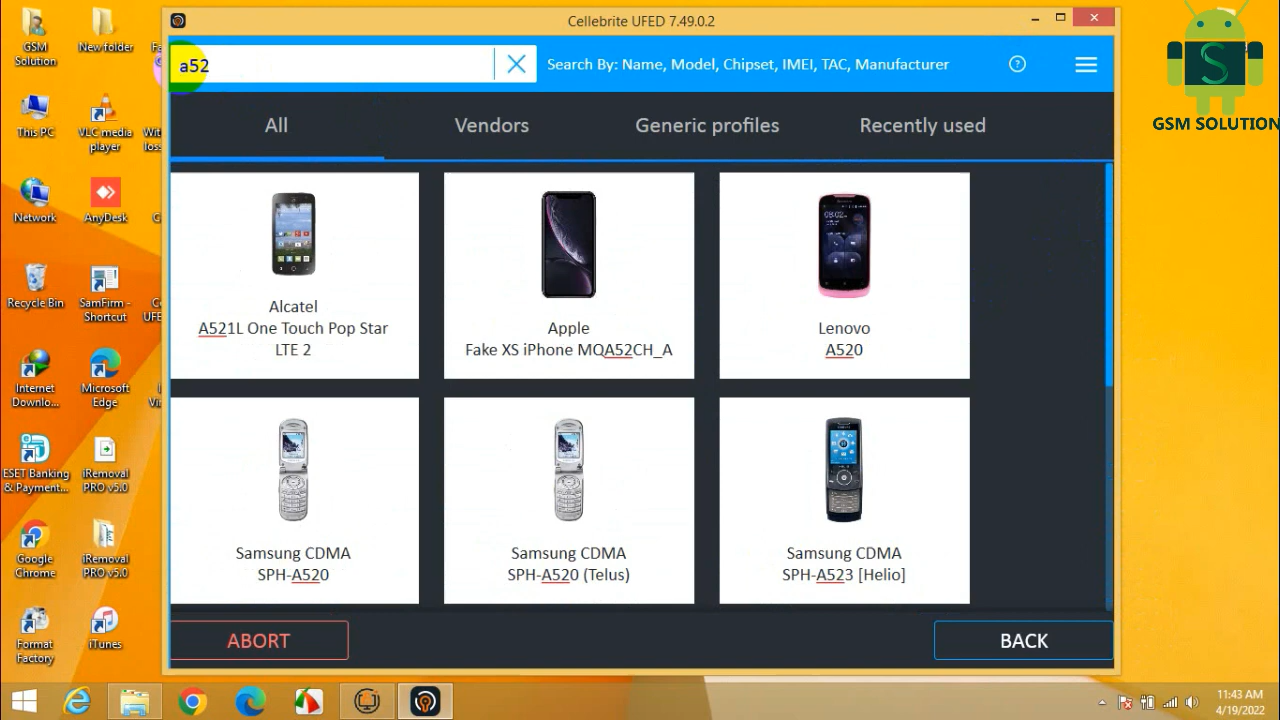 Cellebrite UFED 7.49.0.2
a52
Search By: Name, Model, Chipset, IMEI, TAC, Manufacturer
All
Vendors
Generic profiles
Recently used
Alcatel
A521L One Touch Pop Star
LTE 2
Apple
Fake XS iPhone MQA52CH_A
Lenovo
A520
Samsung CDMA
SPH-A520
Samsung CDMA
SPH-A520 (Telus)
Samsung CDMA
SPH-A523 [Helio]
ABORT
BACK
S
GSM SOLUTION
GSM
Solution
New folder
This PC
VLC media
player
Network
AnyDesk
Recycle Bin
SamFirm -
Shortcut
Internet
Downlo...
Microsoft
Edge
ESET Banking
& Payment...
iRemoval
PRO v5.0
Google
Chrome
iRemoval
PRO v5.0
Format
Factory
iTunes
11:43 AM
4/19/2022